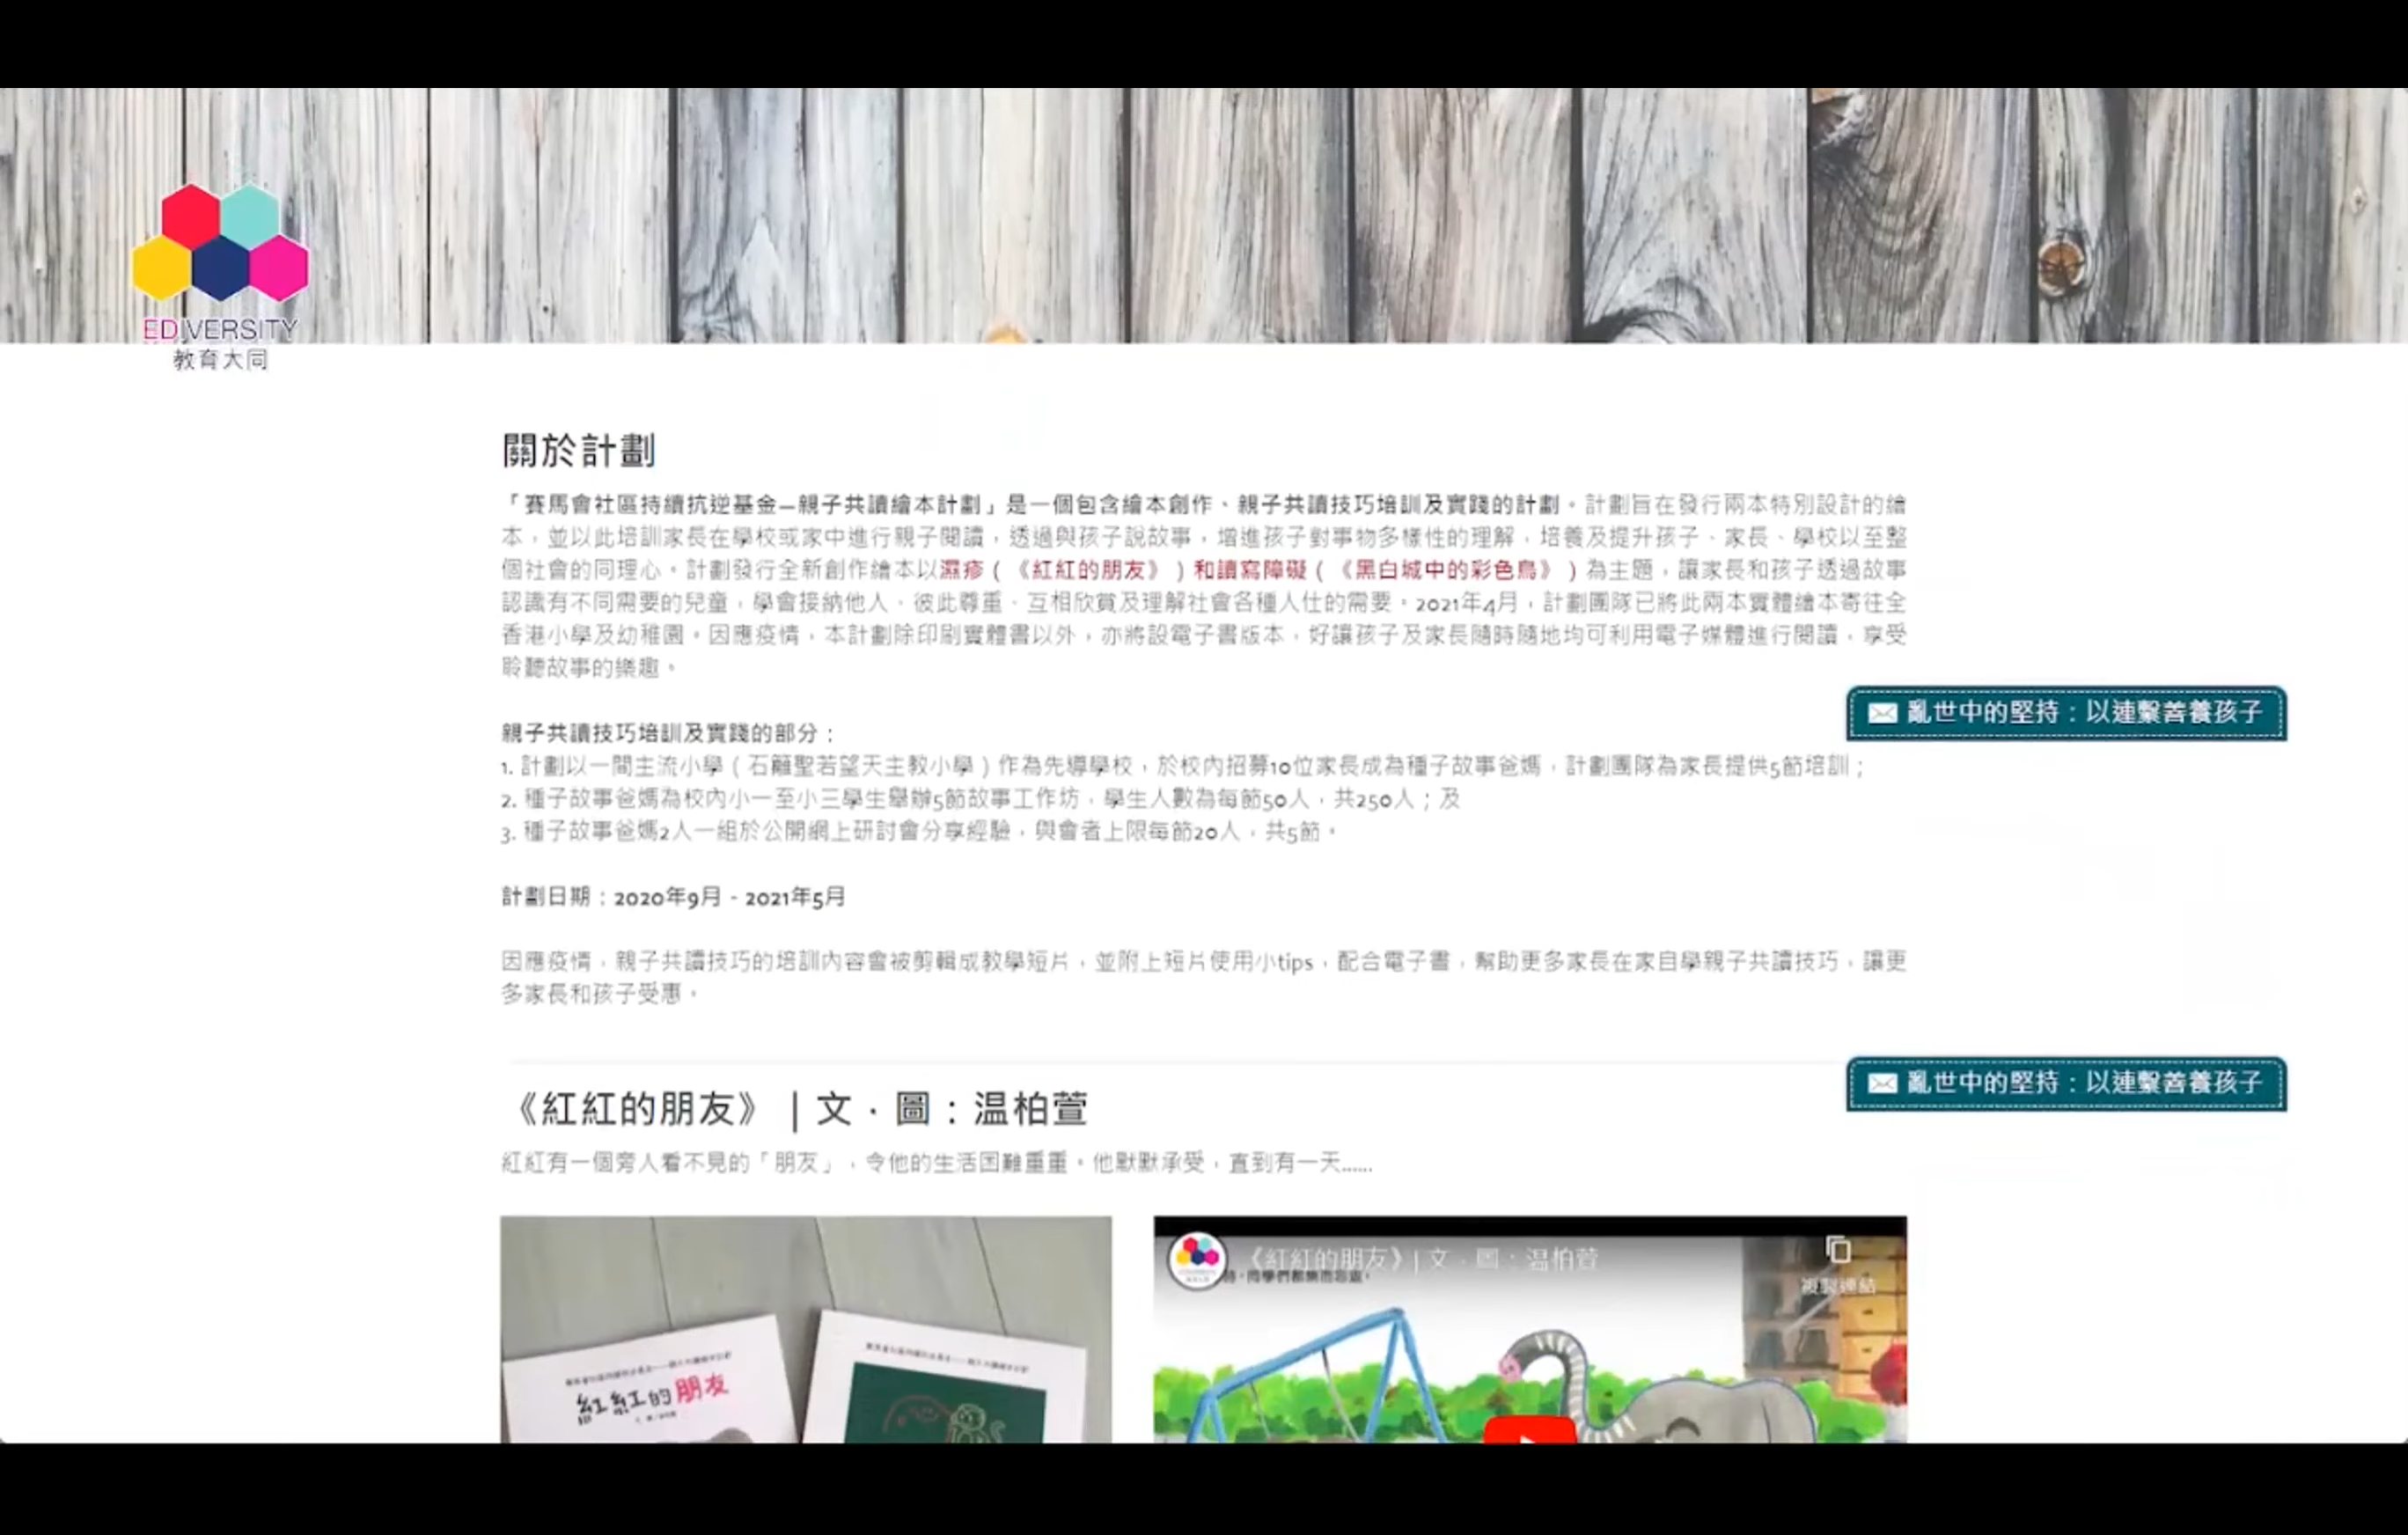 EDIVERSITY
教育大同
關於計劃
「賽馬會社區持續抗逆基金—親子共讀繪本計劃」是一個包含繪本創作、親子共讀技巧培訓及實踐的計劃。計劃旨在發行兩本特別設計的繪
本，並以此培訓家長在學校或家中進行親子閱讀，透過與孩子說故事，增進孩子對事物多樣性的理解，培養及提升孩子、家長、學校以至整
個社會的同理心。計劃發行全新創作繪本以濕疹（《紅紅的朋友》）和讀寫障礙（《黑白城中的彩色鳥》）為主題，讓家長和孩子透過故事
認識有不同需要的兒童，學會接納他人、彼此尊重、互相欣賞及理解社會各種人仕的需要。2021年4月，計劃團隊已將此兩本實體繪本寄往全
香港小學及幼稚園。因應疫情，本計劃除印刷實體書以外，亦將設電子書版本，好讓孩子及家長隨時隨地均可利用電子媒體進行閱讀，享受
聆聽故事的樂趣。
亂世中的堅持：以連繫善養孩子
親子共讀技巧培訓及實踐的部分：
1. 計劃以一間主流小學（石籬聖若望天主教小學）作為先導學校，於校內招募10位家長成為種子故事爸媽，計劃團隊為家長提供5節培訓；
2. 種子故事爸媽為校內小一至小三學生舉辦5節故事工作坊，學生人數為每節50人，共250人；及
3. 種子故事爸媽2人一組於公開網上研討會分享經驗，與會者上限每節20人，共5節。
計劃日期：2020年9月 - 2021年5月
因應疫情，親子共讀技巧的培訓內容會被剪輯成教學短片，並附上短片使用小tips，配合電子書，幫助更多家長在家自學親子共讀技巧，讓更
多家長和孩子受惠。
亂世中的堅持：以連繫善養孩子
《紅紅的朋友》｜文．圖：温柏萱
紅紅有一個旁人看不見的「朋友」，令他的生活困難重重。他默默承受，直到有一天......
《紅紅的朋友》| 文．圖：温柏萱
，同學們都樂而忘返。
複製連結
紅紅的朋友